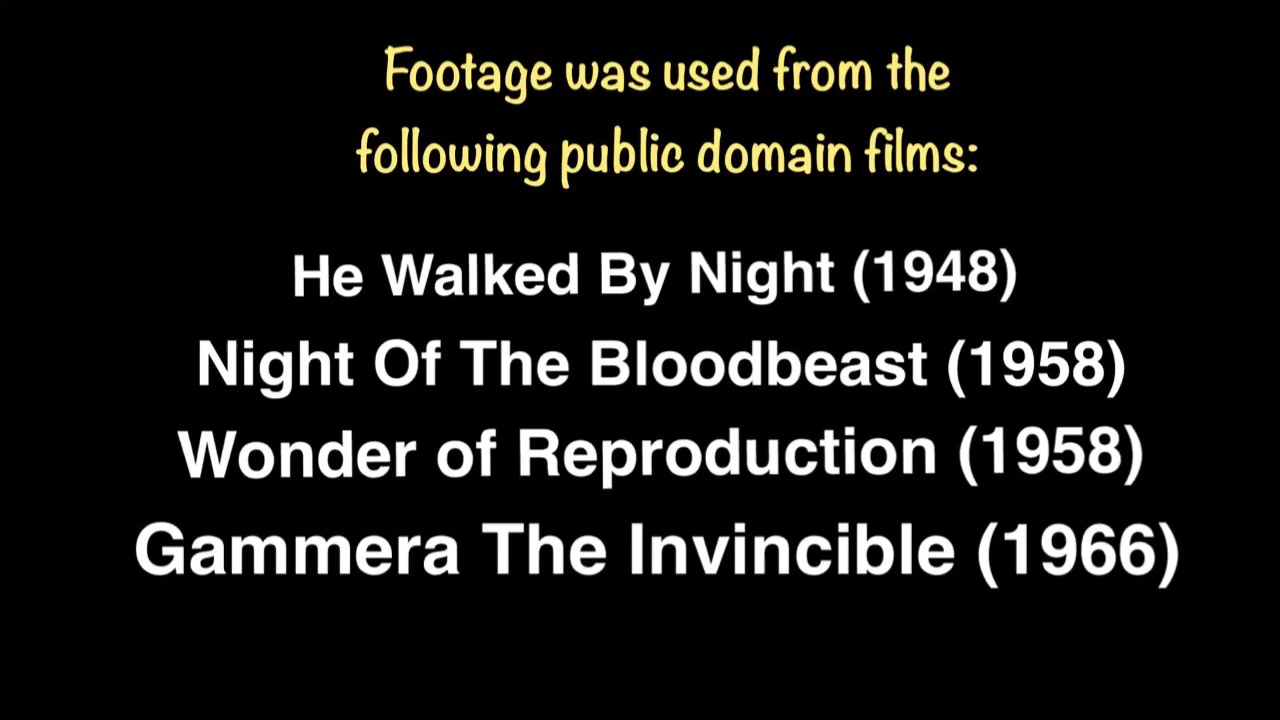 Footage was used from the
following public domain films:
He Walked By Night (1948)
Night Of The Bloodbeast (1958)
Wonder of Reproduction (1958)
Gammera The Invincible (1966)